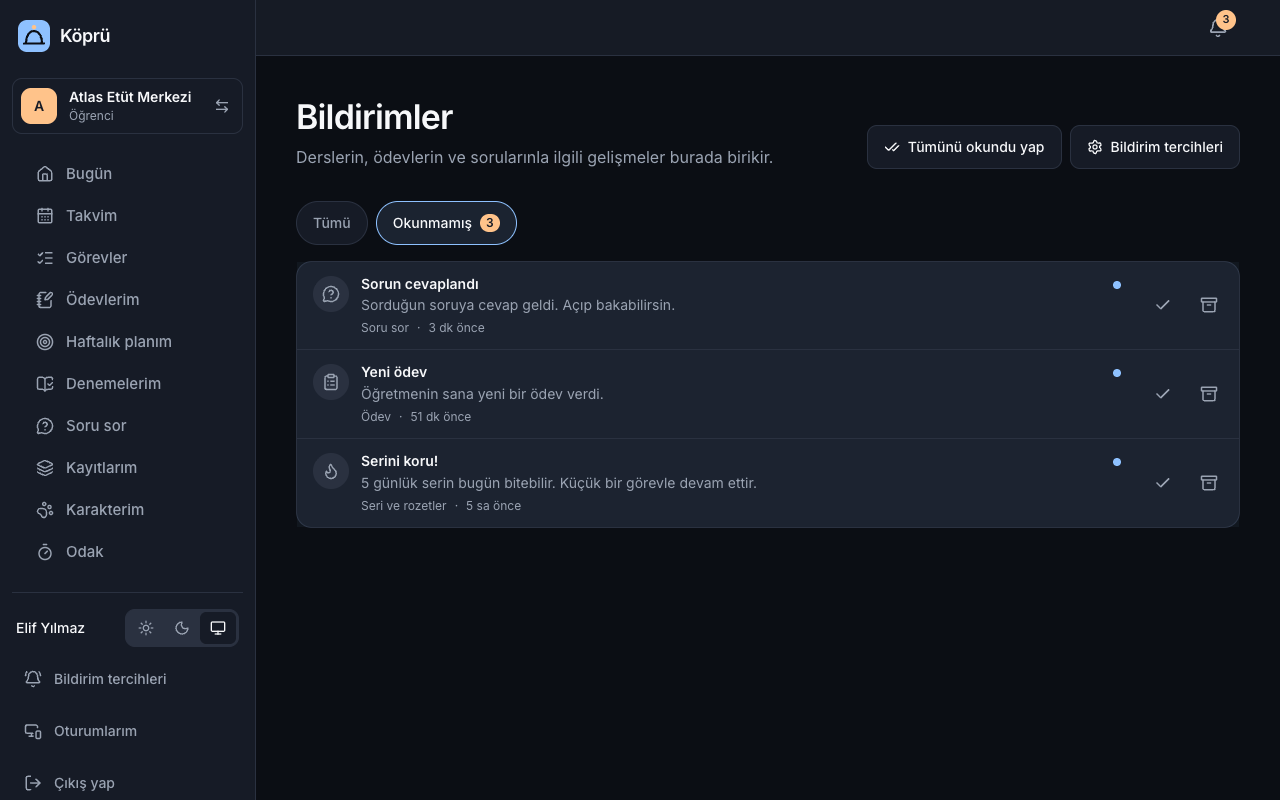 Köprü
3
A
Atlas Etüt Merkezi
Öğrenci
Bugün
Takvim
Görevler
Ödevlerim
Haftalık planım
Denemelerim
Soru sor
Kayıtlarım
Karakterim
Odak
Elif Yılmaz
Bildirim tercihleri
Oturumlarım
Çıkış yap
Bildirimler
Derslerin, ödevlerin ve sorularınla ilgili gelişmeler burada birikir.
Tümünü okundu yap
Bildirim tercihleri
Tümü
Okunmamış 3
Sorun cevaplandı
Sorduğun soruya cevap geldi. Açıp bakabilirsin.
Soru sor · 3 dk önce
Yeni ödev
Öğretmenin sana yeni bir ödev verdi.
Ödev · 51 dk önce
Serini koru!
5 günlük serin bugün bitebilir. Küçük bir görevle devam ettir.
Seri ve rozetler · 5 sa önce